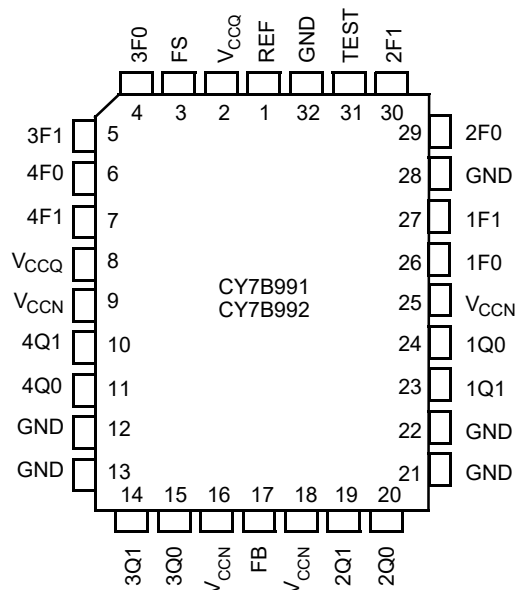 3F0 FS VCCQ REF GND TEST 2F1
4 3 2 1 32 31 30
3F1 5 29 2F0
4F0 6 28 GND
4F1 7 27 1F1
VCCQ 8 26 1F0
CY7B991
CY7B992
VCCN 9 25 VCCN
4Q1 10 24 1Q0
4Q0 11 23 1Q1
GND 12 22 GND
GND 13 21 GND
14 15 16 17 18 19 20
3Q1 3Q0 VCCN FB VCCN 2Q1 2Q0